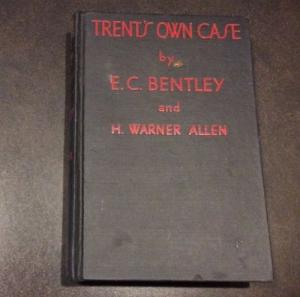 TRENT'S OWN CASE
by
E. C. BENTLEY
and
H. WARNER ALLEN